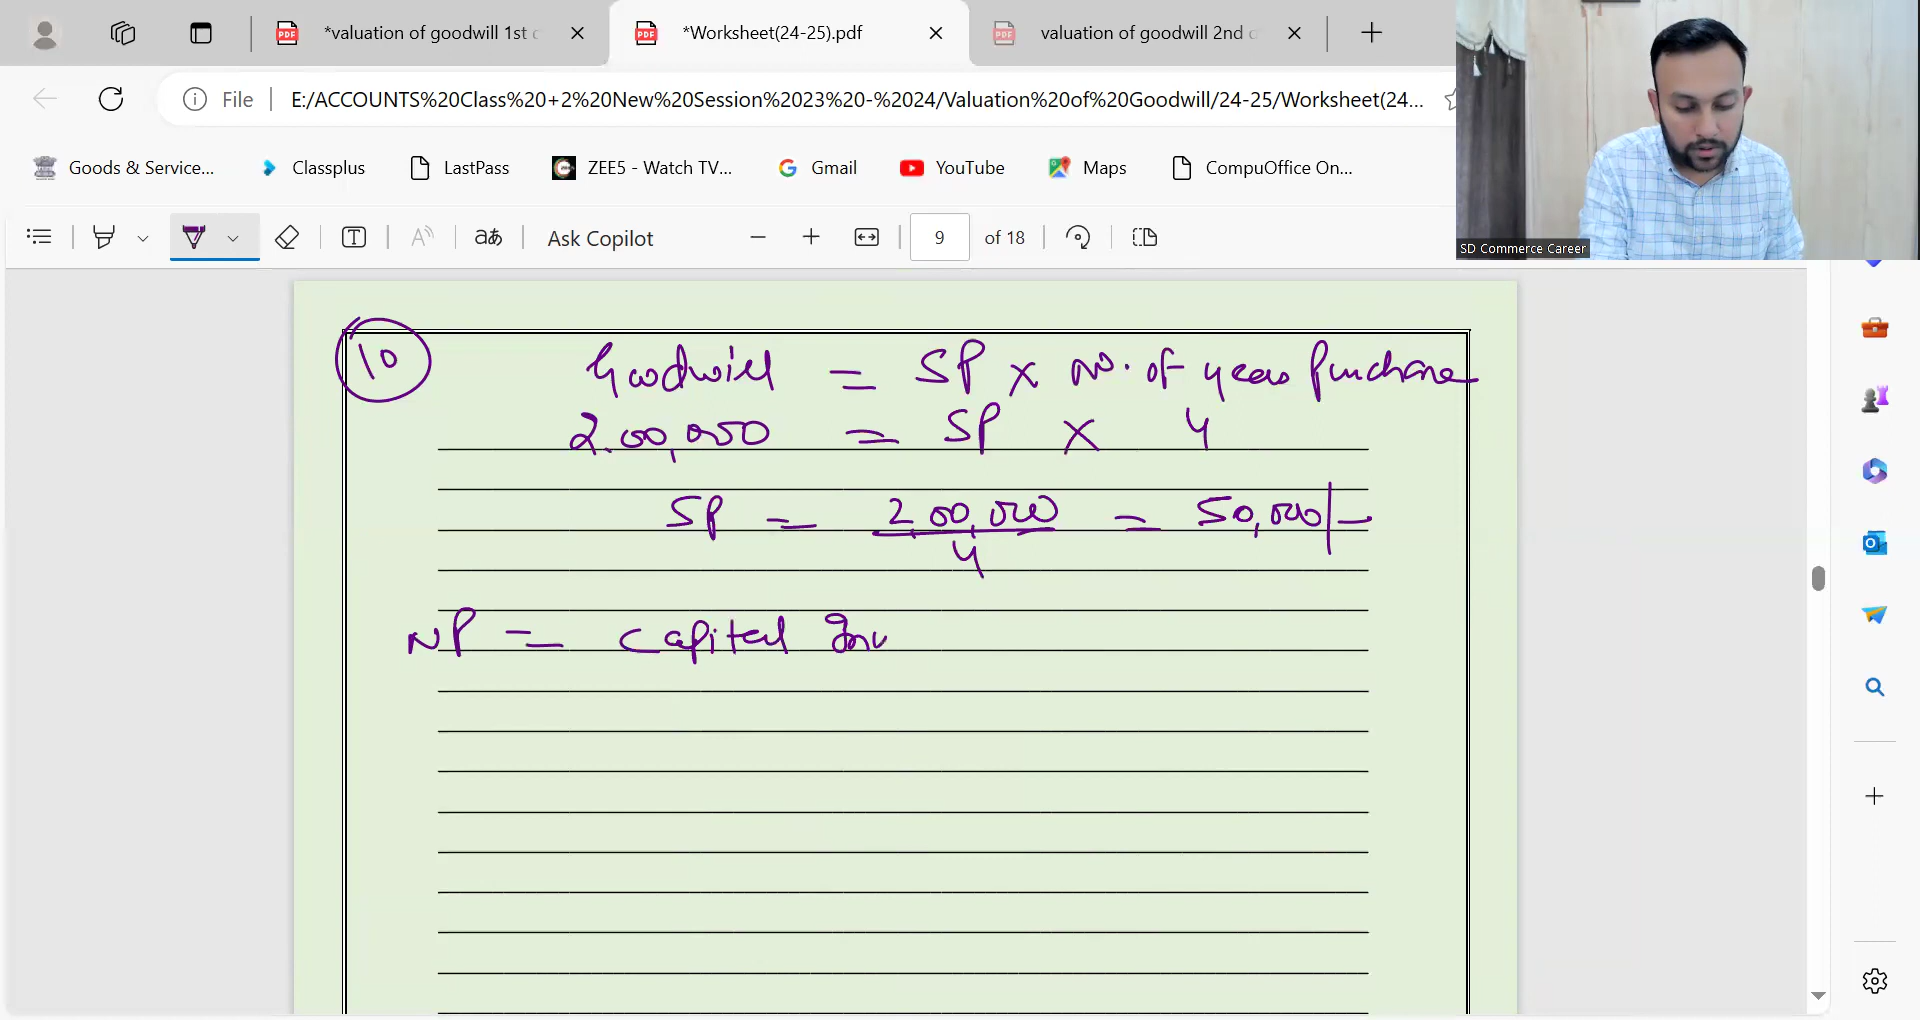 *valuation of goodwill 1st
*Worksheet(24-25).pdf
valuation of goodwill 2nd
File
E:/ACCOUNTS%20Class%20+2%20New%20Session%2023%20-%2024/Valuation%20of%20Goodwill/24-25/Worksheet(24...
Goods & Service...
Classplus
LastPass
ZEE5 - Watch TV...
Gmail
YouTube
Maps
CompuOffice On...
Ask Copilot
9 of 18
SD Commerce Career
10
Goodwill = SP × No. of years Purchase
2,00,000 = SP × 4
SP = 2,00,000 = 50,000/-
4
NP = Capital Inv